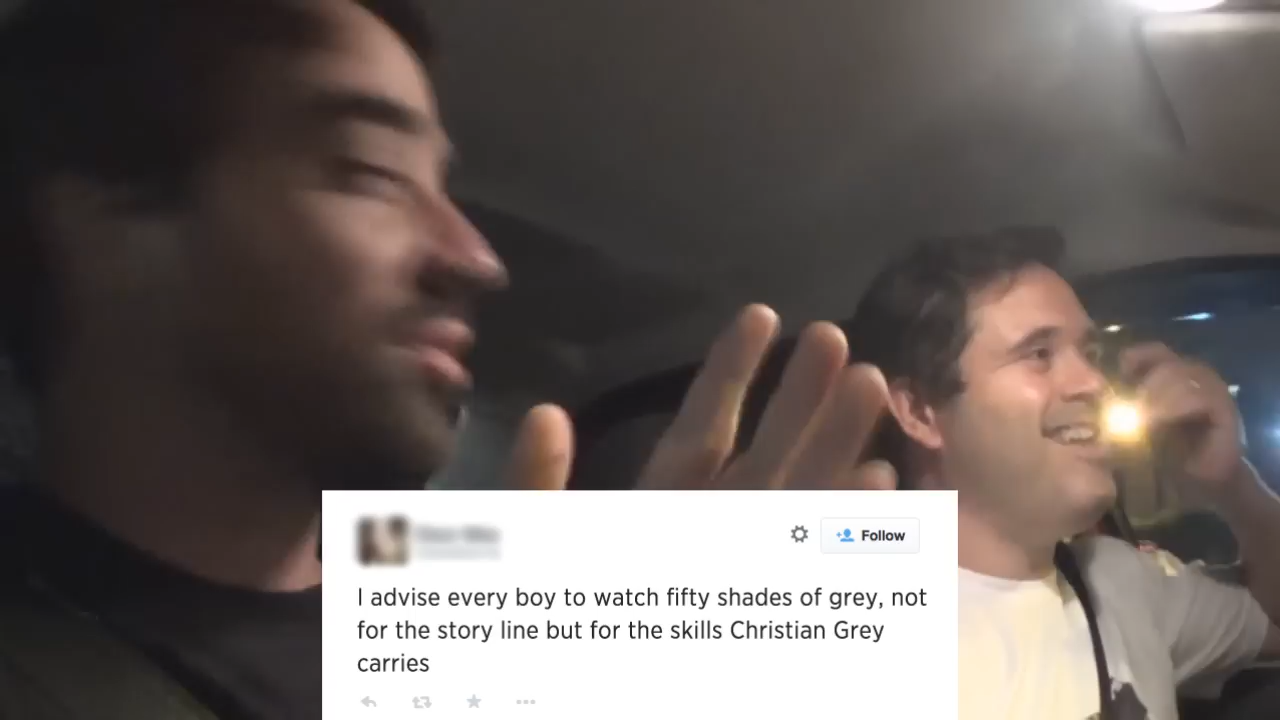 Follow
I advise every boy to watch fifty shades of grey, not
for the story line but for the skills Christian Grey
carries